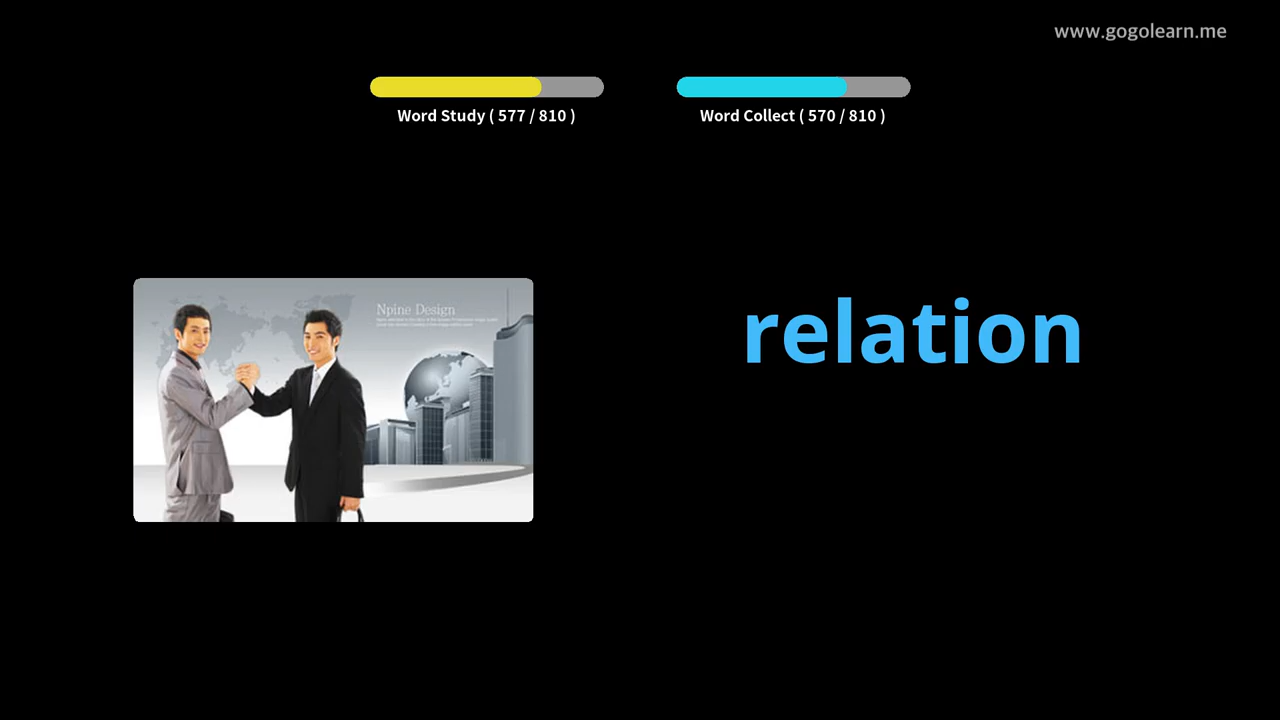 www.gogolearn.me
Word Study ( 577 / 810 )
Word Collect ( 570 / 810 )
Npine Design
relation